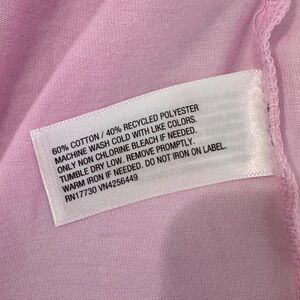 60% COTTON / 40% RECYCLED POLYESTER
MACHINE WASH COLD WITH LIKE COLORS.
ONLY NON CHLORINE BLEACH IF NEEDED.
TUMBLE DRY LOW. REMOVE PROMPTLY.
WARM IRON IF NEEDED. DO NOT IRON ON LABEL.
RN17730 VN4256449